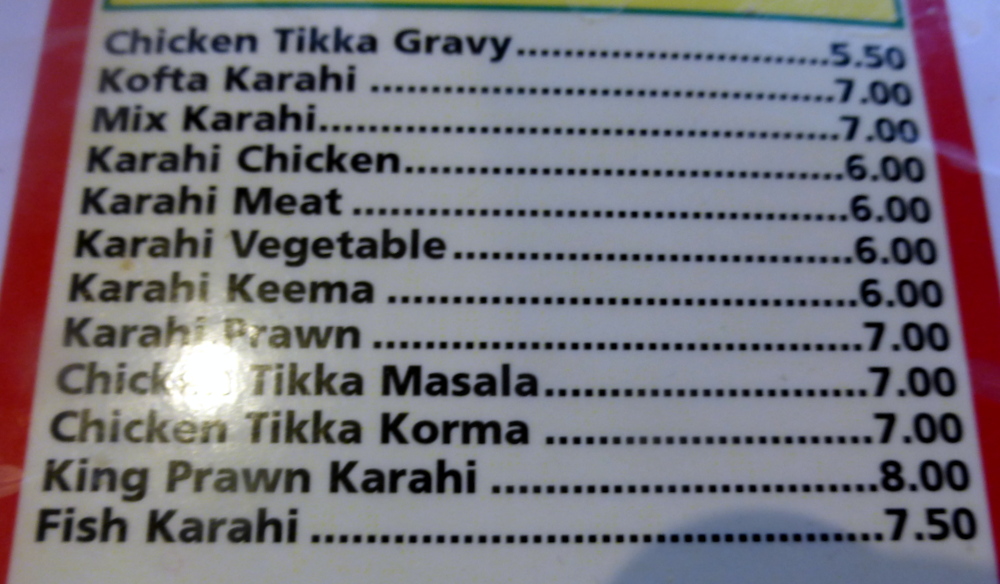 Chicken Tikka Gravy..............................5.50
Kofta Karahi ............................................7.00
Mix Karahi.................................................7.00
Karahi Chicken.........................................6.00
Karahi Meat ..............................................6.00
Karahi Vegetable.....................................6.00
Karahi Keema ...........................................6.00
Karahi Prawn ............................................7.00
Chicken Tikka Masala.............................7.00
Chicken Tikka Korma .............................7.00
King Prawn Karahi ..................................8.00
Fish Karahi .................................................7.50